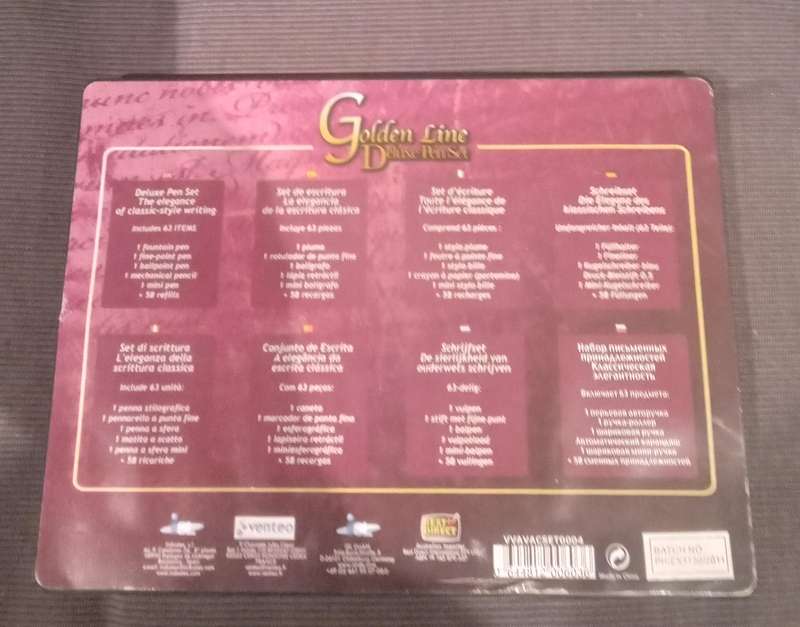 Golden Line
Deluxe Pen Set
Deluxe Pen Set
The elegance
of classic-style writing
Includes 63 ITEMS
1 fountain pen
1 fine-point pen
1 ballpoint pen
1 mechanical pencil
1 mini pen
+ 58 refills
Set de escritura
La elegancia
de la escritura clásica
Incluye 63 piezas
1 pluma
1 rotulador de punta fina
1 bolígrafo
1 lápiz retráctil
1 mini bolígrafo
+ 58 recargas
Set d'écriture
Toute l'élégance de
l'écriture classique
Comprend 63 pièces :
1 stylo plume
1 feutre à pointe fine
1 stylo bille
1 crayon à papier (portemine)
1 mini stylo bille
+ 58 recharges
Schreibset
Die Eleganz des
klassischen Schreibens
Umfangreicher Inhalt (63 Teile):
1 Füllhalter
1 Fineliner
1 Kugelschreiber blau
Druck-Bleistift 0,5
1 Mini-Kugelschreiber
+ 58 Füllungen
Set di scrittura
L'eleganza della
scrittura classica
Include 63 unità:
1 penna stilografica
1 pennarello a punta fine
1 penna a sfera
1 matita a scatto
1 penna a sfera mini
+ 58 ricariche
Conjunto de Escrita
A elegância da
escrita clássica
Com 63 peças:
1 caneta
1 marcador de ponta fina
1 esferográfica
1 lapiseira retráctil
1 miniesferográfica
+ 58 recargas
Schrijfset
De sierlijkheid van
ouderwets schrijven
63-delig:
1 vulpen
1 stift met fijne punt
1 balpen
1 vulpotlood
1 mini-balpen
+ 58 vullingen
Набор письменных
принадлежностей
Классическая
элегантность
Включает 63 предмета:
1 перьевая авторучка
1 ручка-роллер
1 шариковая ручка
Автоматический карандаш
1 шариковая мини-ручка
+ 58 сменных принадлежностей
venteo
FRANCE
www.venteo.fr
Germany
BEST
DIRECT
VVAVACSET0004
Made in China
BATCH NO